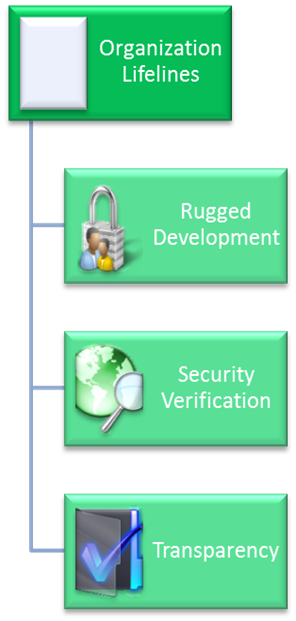 Organization
Lifelines
Rugged
Development
Security
Verification
Transparency